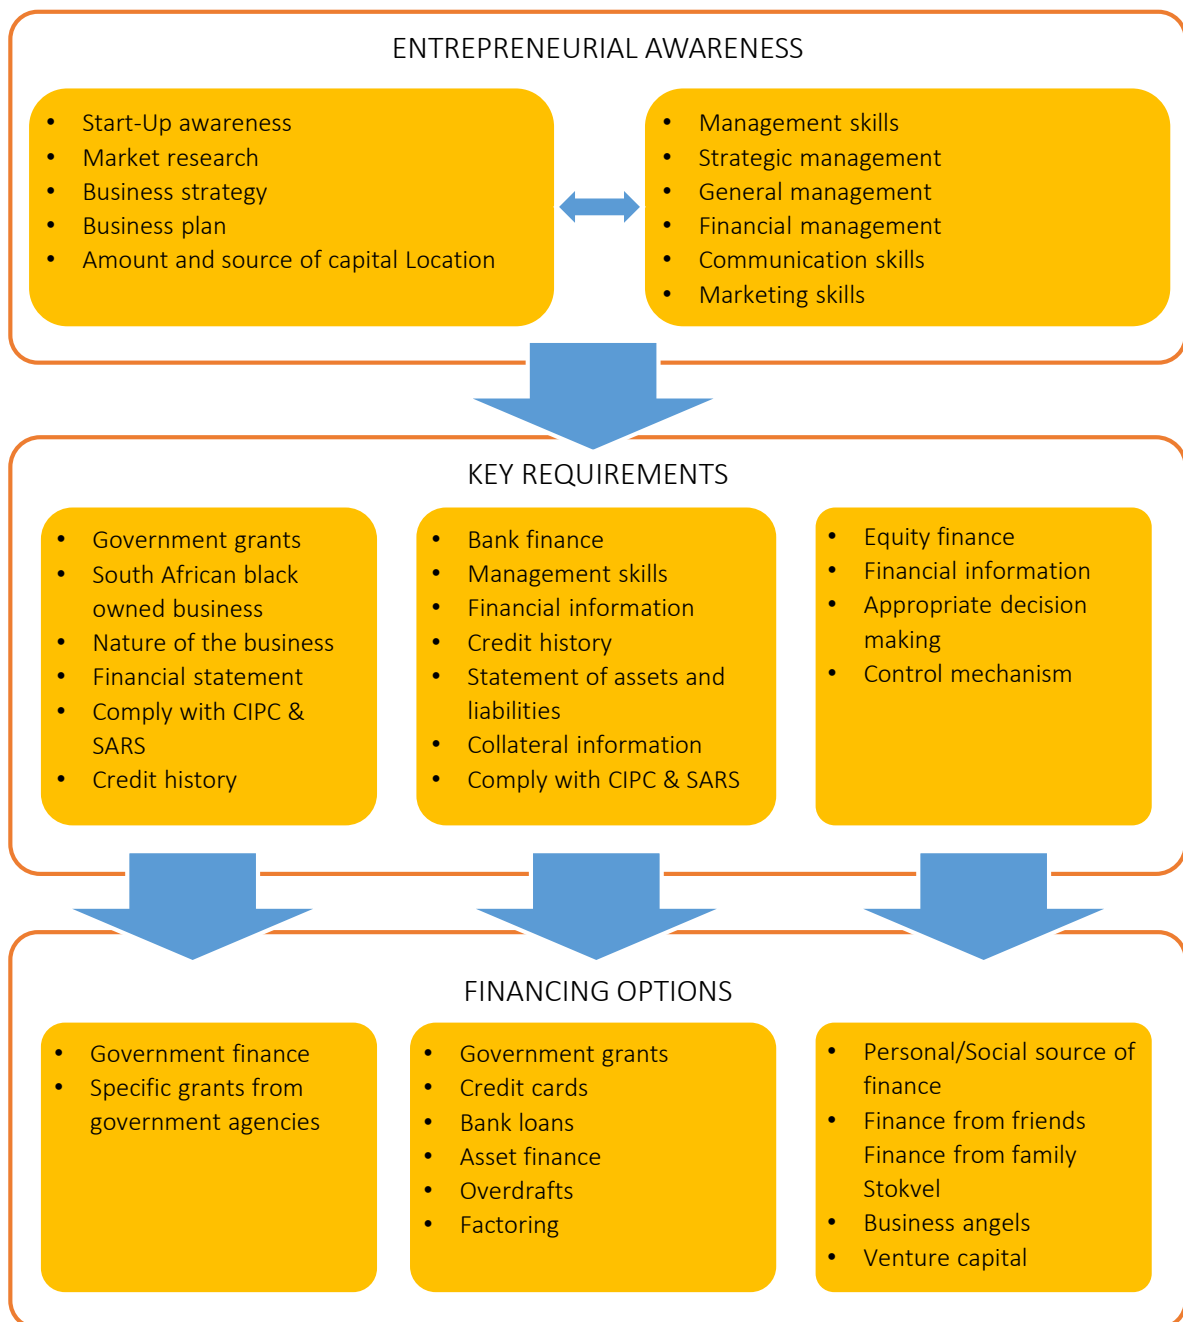 ENTREPRENEURIAL AWARENESS
• Start-Up awareness
• Market research
• Business strategy
• Business plan
• Amount and source of capital Location
• Management skills
• Strategic management
• General management
• Financial management
• Communication skills
• Marketing skills
KEY REQUIREMENTS
• Government grants
• South African black
owned business
• Nature of the business
• Financial statement
• Comply with CIPC &
SARS
• Credit history
• Bank finance
• Management skills
• Financial information
• Credit history
• Statement of assets and
liabilities
• Collateral information
• Comply with CIPC & SARS
• Equity finance
• Financial information
• Appropriate decision
making
• Control mechanism
FINANCING OPTIONS
• Government finance
• Specific grants from
government agencies
• Government grants
• Credit cards
• Bank loans
• Asset finance
• Overdrafts
• Factoring
• Personal/Social source of
finance
• Finance from friends
Finance from family
Stokvel
• Business angels
• Venture capital